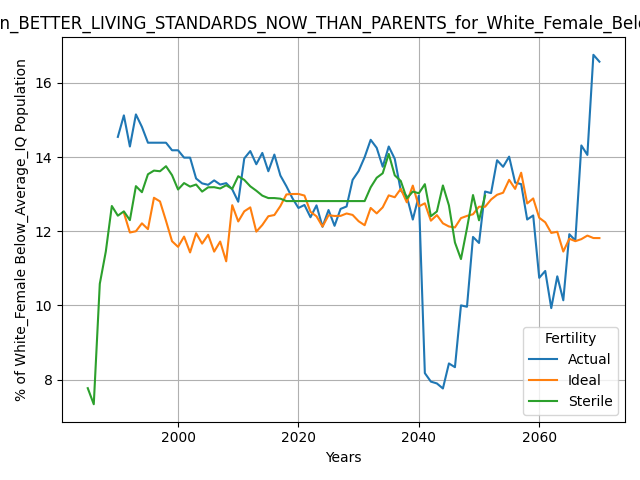 n_BETTER_LIVING_STANDARDS_NOW_THAN_PARENTS_for_White_Female_Bel
% of White_Female Below_Average_IQ Population
16
14
12
10
8
2000 2020 2040 2060
Years
Fertility
Actual
Ideal
Sterile